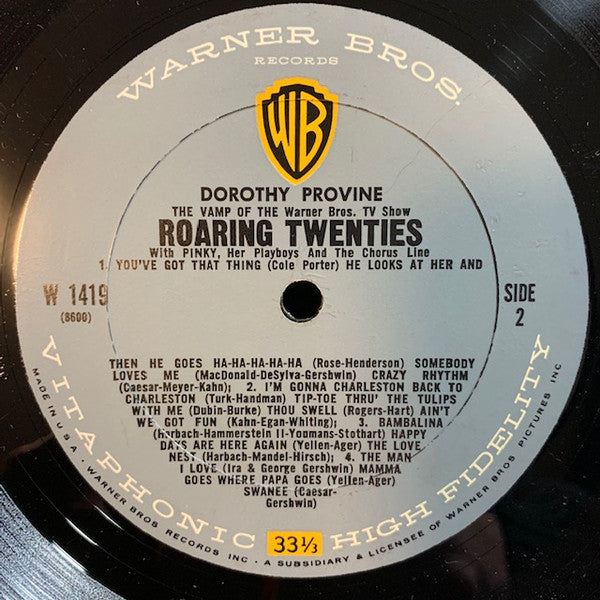 WARNER BROS.
RECORDS
WB
DOROTHY PROVINE
THE VAMP OF THE Warner Bros. TV Show
ROARING TWENTIES
With PINKY, Her Playboys And The Chorus Line
1. YOU'VE GOT THAT THING (Cole Porter) HE LOOKS AT HER AND
W 1419
(8600)
SIDE
2
THEN HE GOES HA-HA-HA-HA-HA (Rose-Henderson) SOMEBODY
LOVES ME (MacDonald-DeSylva-Gershwin) CRAZY RHYTHM
(Caesar-Meyer-Kahn); 2. I'M GONNA CHARLESTON BACK TO
CHARLESTON (Turk-Handman) TIP-TOE THRU' THE TULIPS
WITH ME (Dubin-Burke) THOU SWELL (Rogers-Hart) AIN'T
WE GOT FUN (Kahn-Egan-Whiting); 3. BAMBALINA
(Harbach-Hammerstein II-Youmans-Stothart) HAPPY
DAYS ARE HERE AGAIN (Yellen-Ager) THE LOVE
NEST (Harbach-Mandel-Hirsch); 4. THE MAN
I LOVE (Ira & George Gershwin) MAMMA
GOES WHERE PAPA GOES (Yellen-Ager)
SWANEE (Caesar-
Gershwin)
VITAPHONIC HIGH FIDELITY
33⅓
MADE IN U.S.A. • WARNER BROS. RECORDS INC. • A SUBSIDIARY & LICENSEE OF WARNER BROS. PICTURES INC.